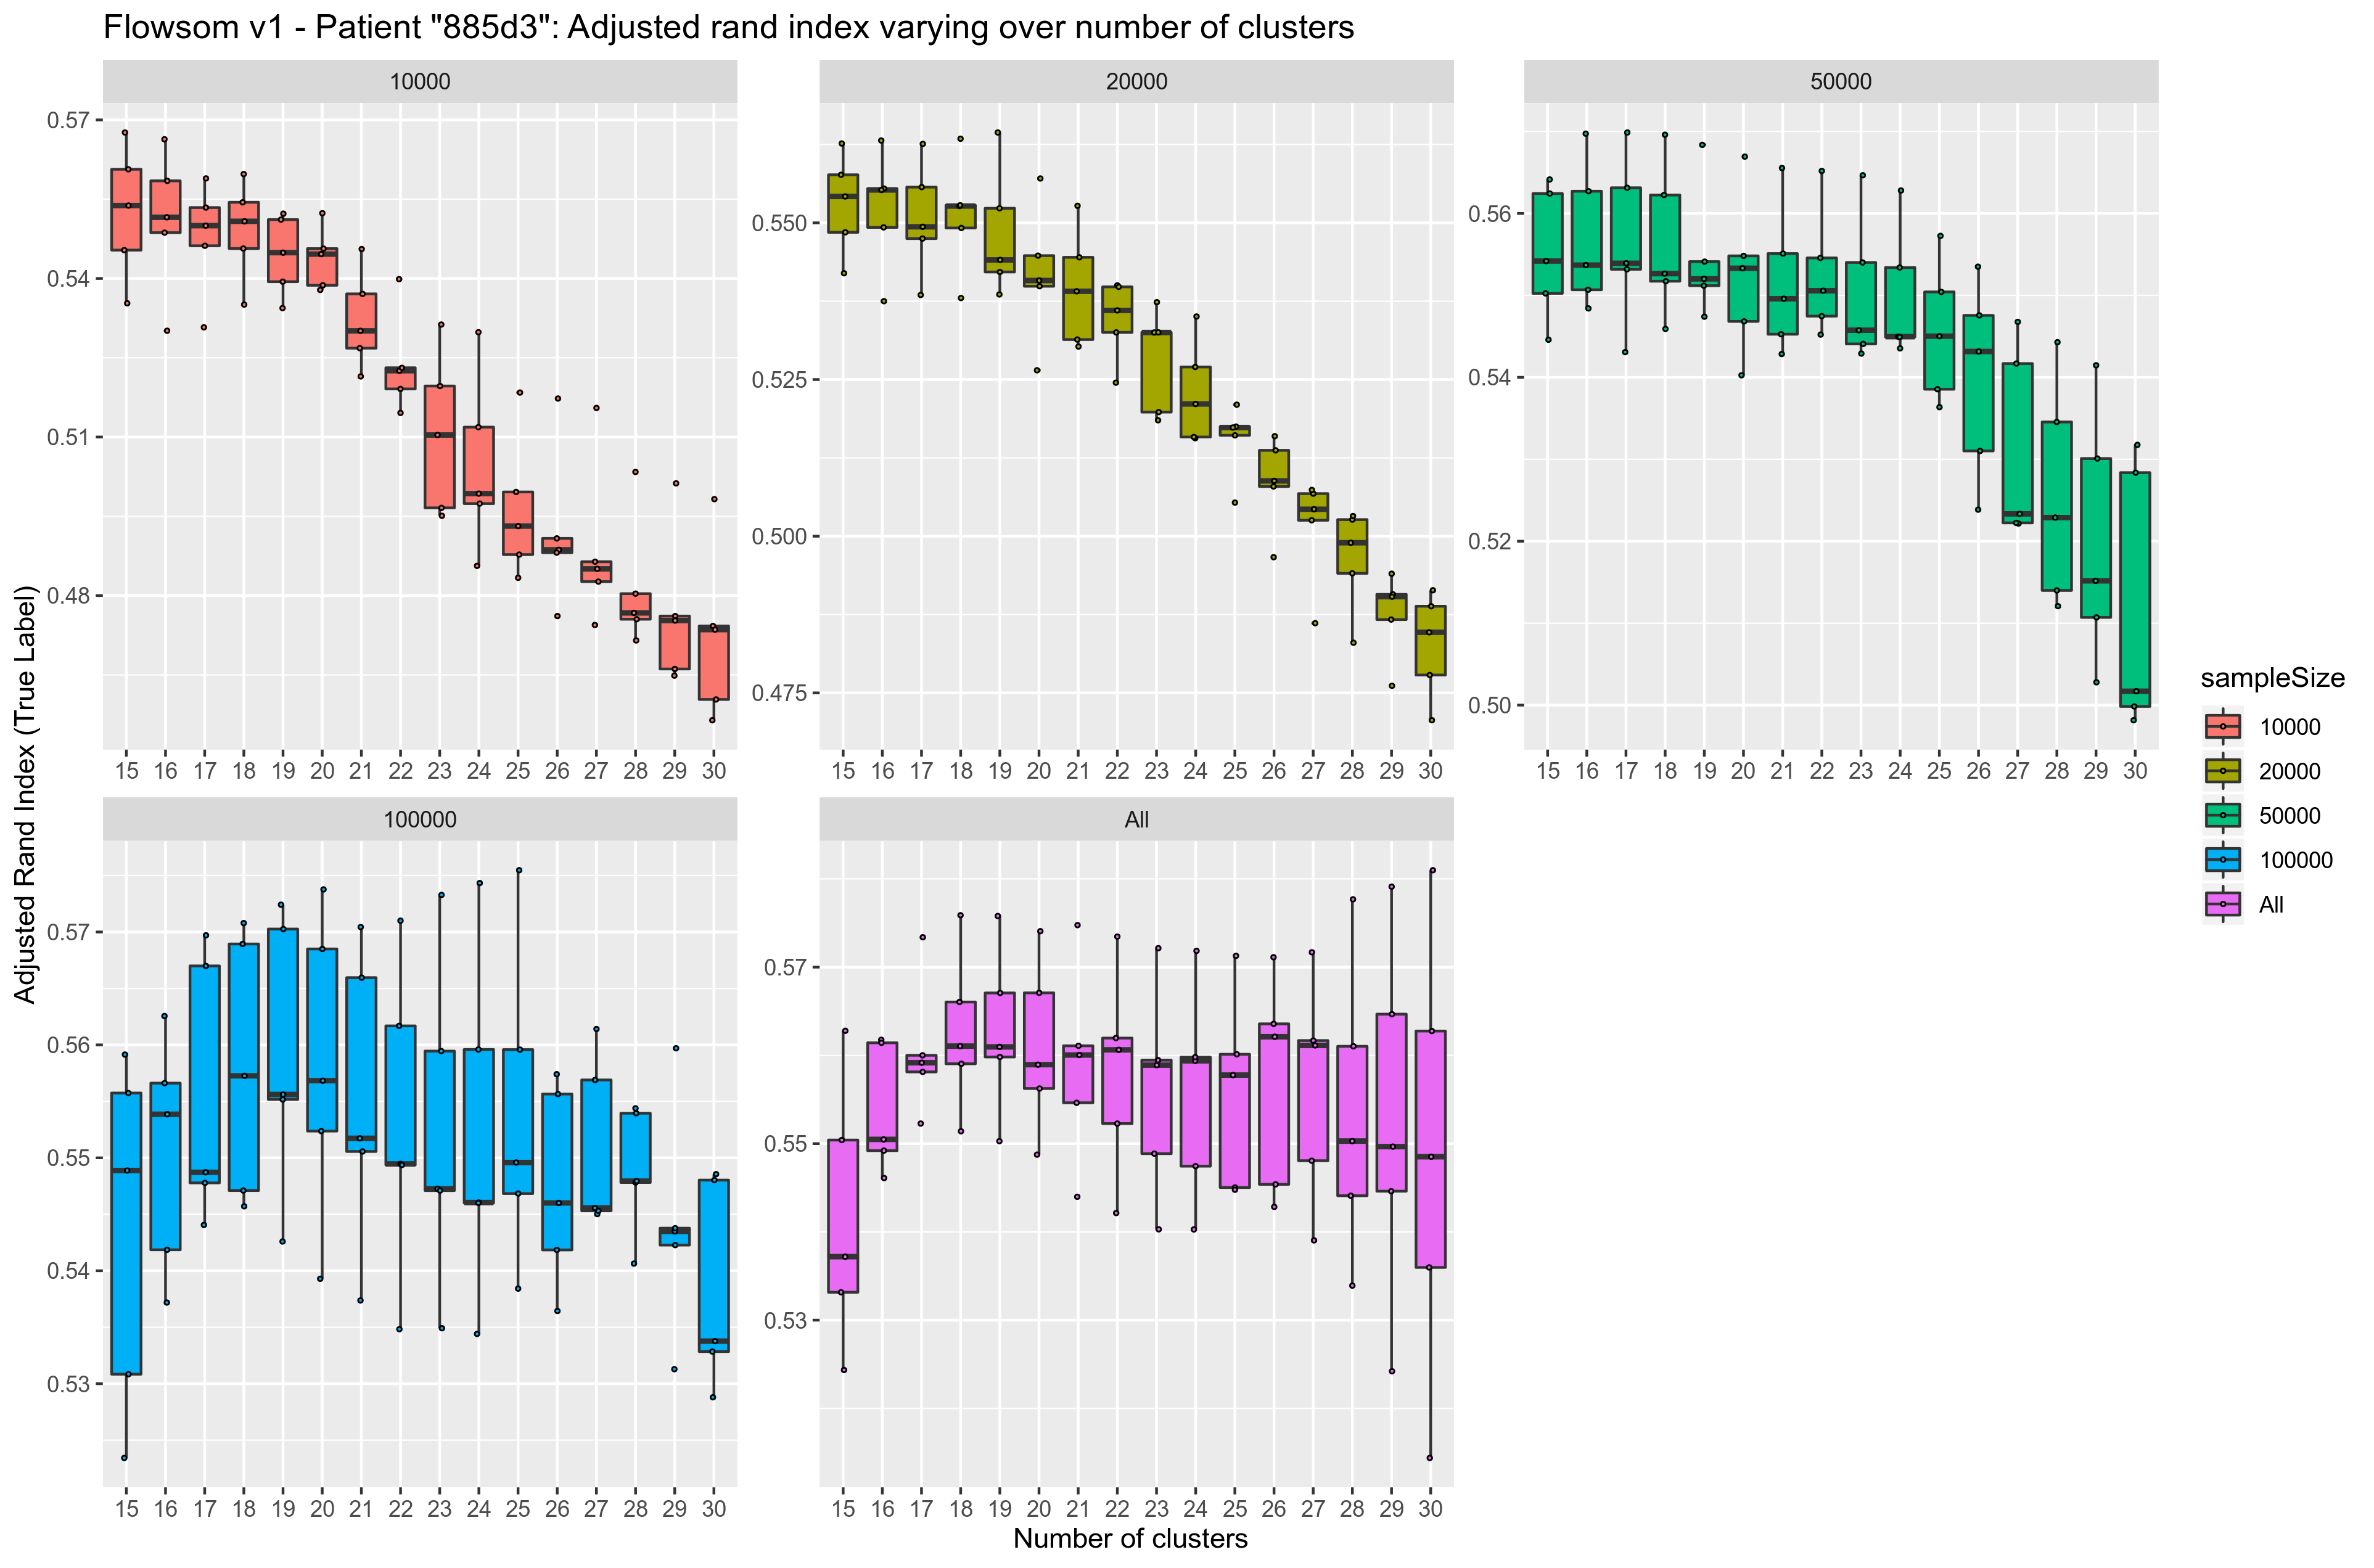 Flowsom v1 - Patient "885d3": Adjusted rand index varying over number of clusters
Adjusted Rand Index (True Label)
10000
0.57
0.54
0.51
0.48
15 16 17 18 19 20 21 22 23 24 25 26 27 28 29 30
20000
0.550
0.525
0.500
0.475
15 16 17 18 19 20 21 22 23 24 25 26 27 28 29 30
50000
0.56
0.54
0.52
0.50
15 16 17 18 19 20 21 22 23 24 25 26 27 28 29 30
100000
0.57
0.56
0.55
0.54
0.53
15 16 17 18 19 20 21 22 23 24 25 26 27 28 29 30
All
0.57
0.55
0.53
15 16 17 18 19 20 21 22 23 24 25 26 27 28 29 30
Number of clusters
sampleSize
10000
20000
50000
100000
All